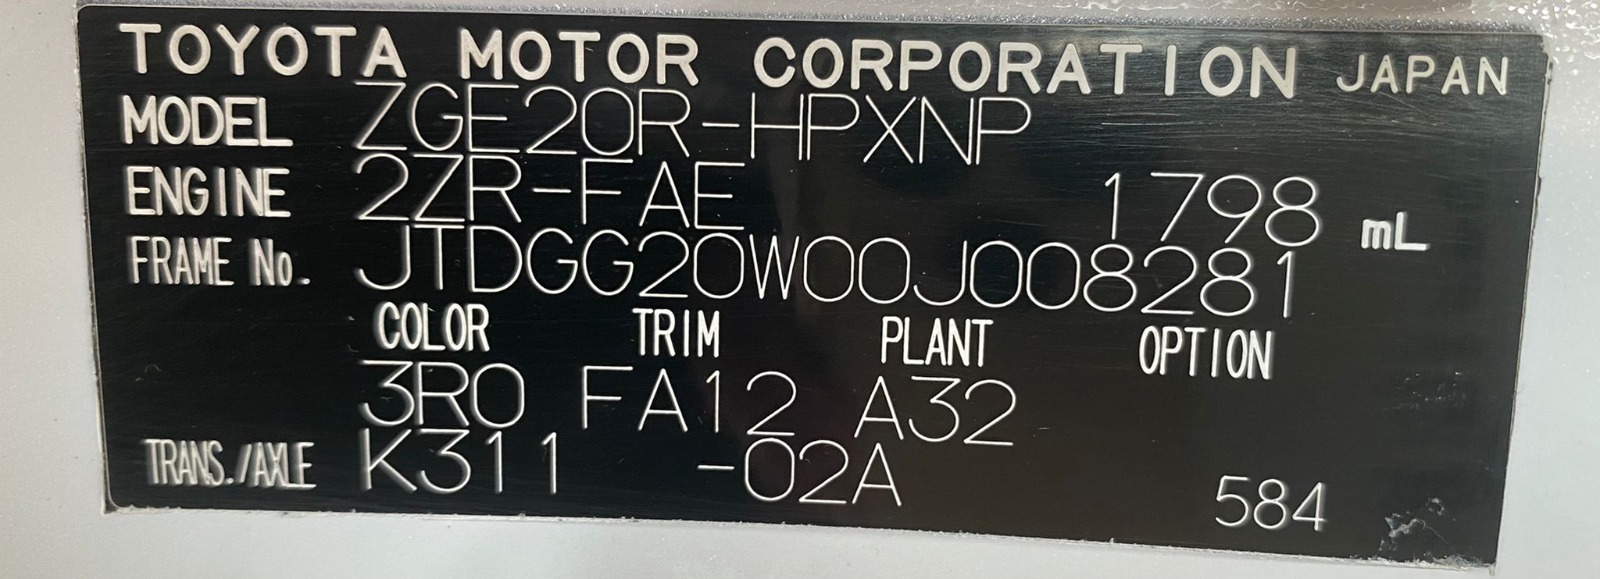 TOYOTA MOTOR CORPORATION JAPAN
MODEL ZGE20R-HPXNP
ENGINE 2ZR-FAE 1798 mL
FRAME No. JTDGG20W00J008281
COLOR TRIM PLANT OPTION
3R0 FA12 A32
TRANS./AXLE K311 -02A
584